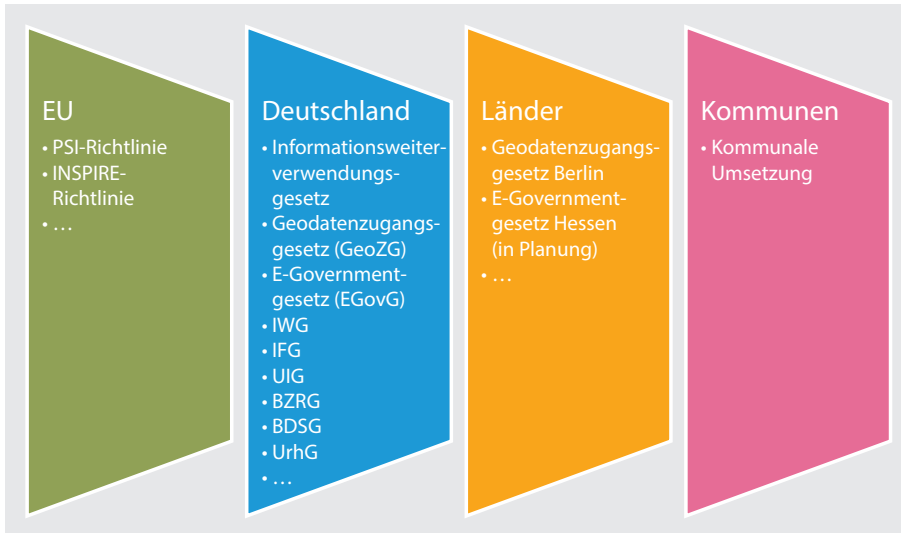 EU
• PSI-Richtlinie
• INSPIRE-
Richtlinie
• …
Deutschland
• Informationsweiter-
verwendungs-
gesetz
• Geodatenzugangs-
gesetz (GeoZG)
• E-Government-
gesetz (EGovG)
• IWG
• IFG
• UIG
• BZRG
• BDSG
• UrhG
• …
Länder
• Geodatenzugangs-
gesetz Berlin
• E-Government-
gesetz Hessen
(in Planung)
• …
Kommunen
• Kommunale
Umsetzung